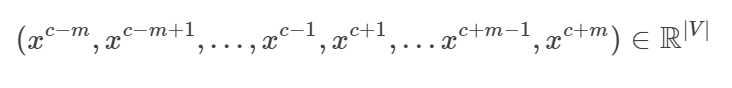 (x^{c-m}, x^{c-m+1}, ..., x^{c-1}, x^{c+1}, ... x^{c+m-1}, x^{c+m}) ∈ ℝ^{|V|}